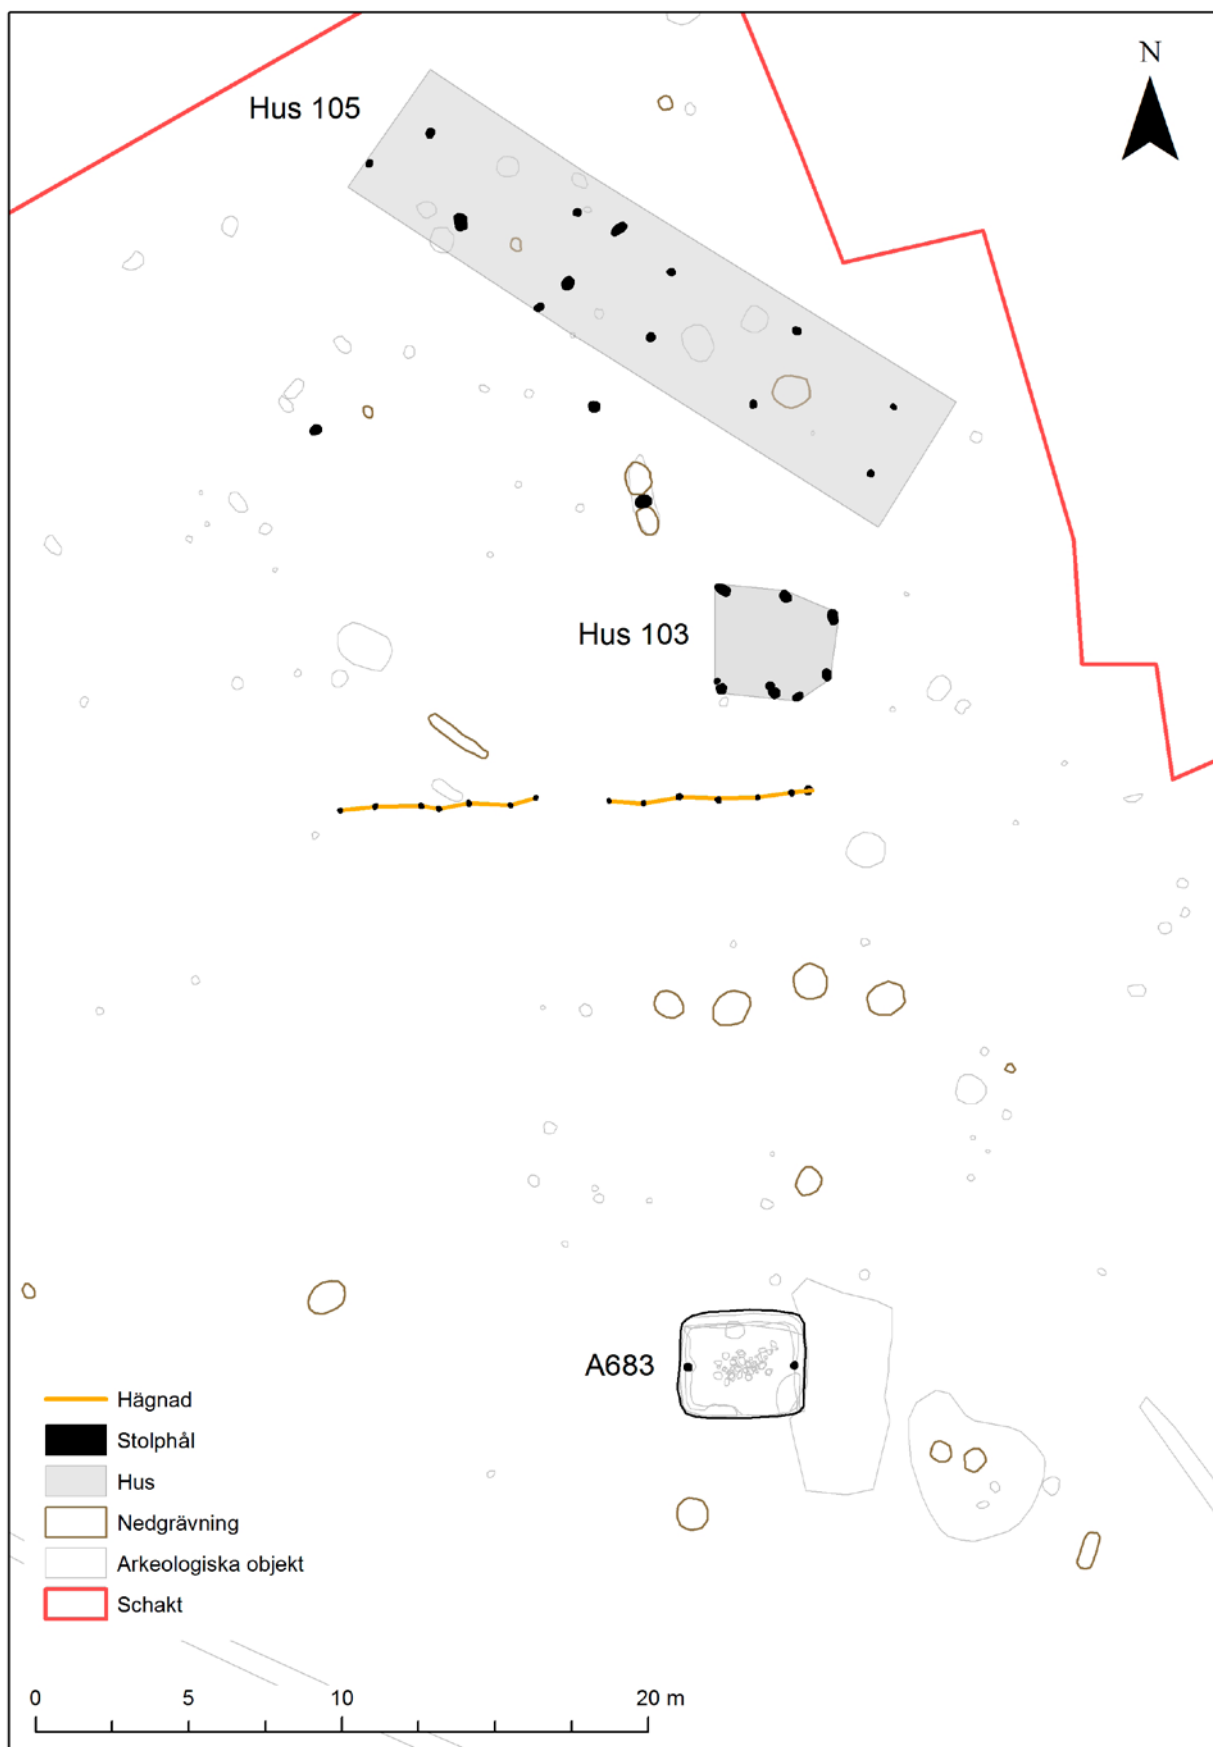 N
Hus 105
Hus 103
A683
Hägnad
Stolphål
Hus
Nedgrävning
Arkeologiska objekt
Schakt
0 5 10 20 m